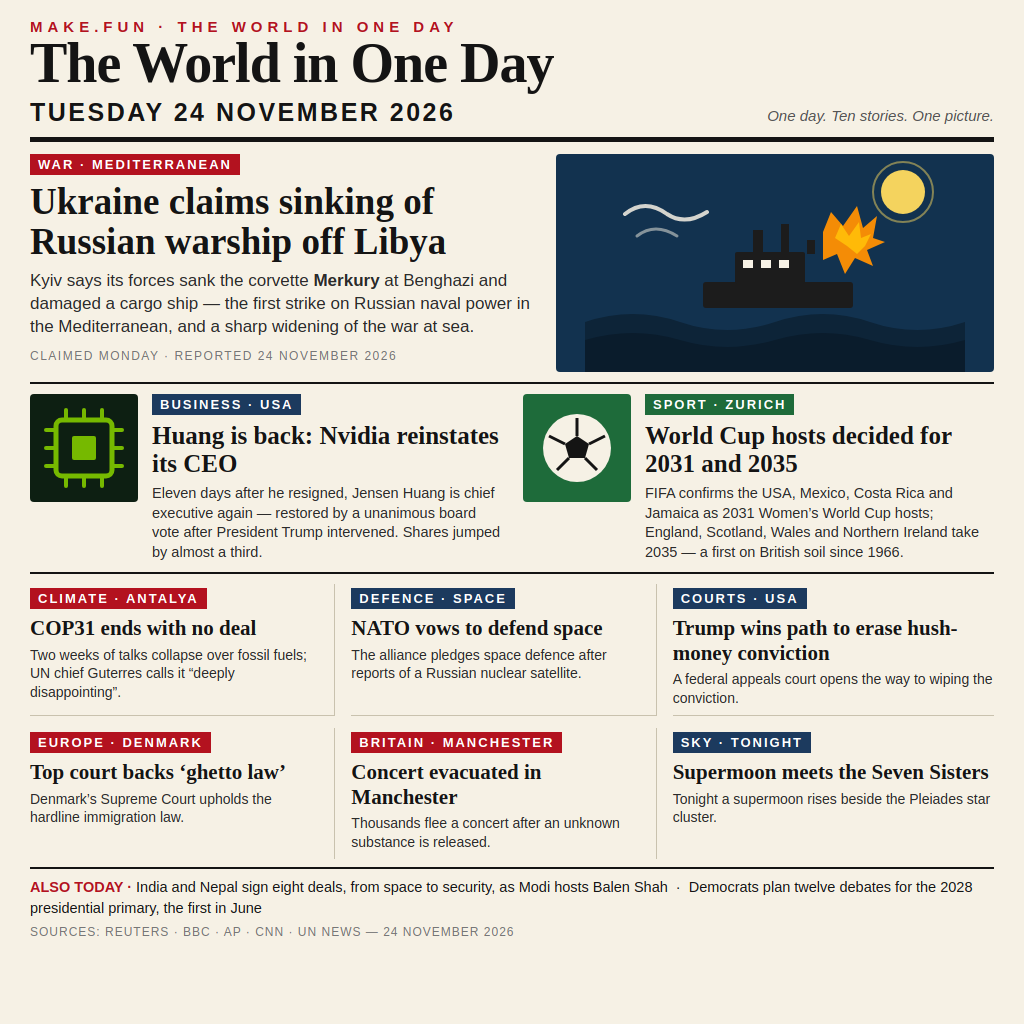 MAKE.FUN · THE WORLD IN ONE DAY
The World in One Day
TUESDAY 24 NOVEMBER 2026
One day. Ten stories. One picture.
WAR · MEDITERRANEAN
Ukraine claims sinking of
Russian warship off Libya
Kyiv says its forces sank the corvette Merkury at Benghazi and
damaged a cargo ship — the first strike on Russian naval power in
the Mediterranean, and a sharp widening of the war at sea.
CLAIMED MONDAY · REPORTED 24 NOVEMBER 2026
BUSINESS · USA
Huang is back: Nvidia reinstates
its CEO
Eleven days after he resigned, Jensen Huang is chief
executive again — restored by a unanimous board
vote after President Trump intervened. Shares jumped
by almost a third.
SPORT · ZURICH
World Cup hosts decided for
2031 and 2035
FIFA confirms the USA, Mexico, Costa Rica and
Jamaica as 2031 Women’s World Cup hosts;
England, Scotland, Wales and Northern Ireland take
2035 — a first on British soil since 1966.
CLIMATE · ANTALYA
COP31 ends with no deal
Two weeks of talks collapse over fossil fuels;
UN chief Guterres calls it “deeply
disappointing”.
DEFENCE · SPACE
NATO vows to defend space
The alliance pledges space defence after
reports of a Russian nuclear satellite.
COURTS · USA
Trump wins path to erase hush-
money conviction
A federal appeals court opens the way to wiping the
conviction.
EUROPE · DENMARK
Top court backs ‘ghetto law’
Denmark’s Supreme Court upholds the
hardline immigration law.
BRITAIN · MANCHESTER
Concert evacuated in
Manchester
Thousands flee a concert after an unknown
substance is released.
SKY · TONIGHT
Supermoon meets the Seven Sisters
Tonight a supermoon rises beside the Pleiades star
cluster.
ALSO TODAY · India and Nepal sign eight deals, from space to security, as Modi hosts Balen Shah · Democrats plan twelve debates for the 2028
presidential primary, the first in June
SOURCES: REUTERS · BBC · AP · CNN · UN NEWS — 24 NOVEMBER 2026